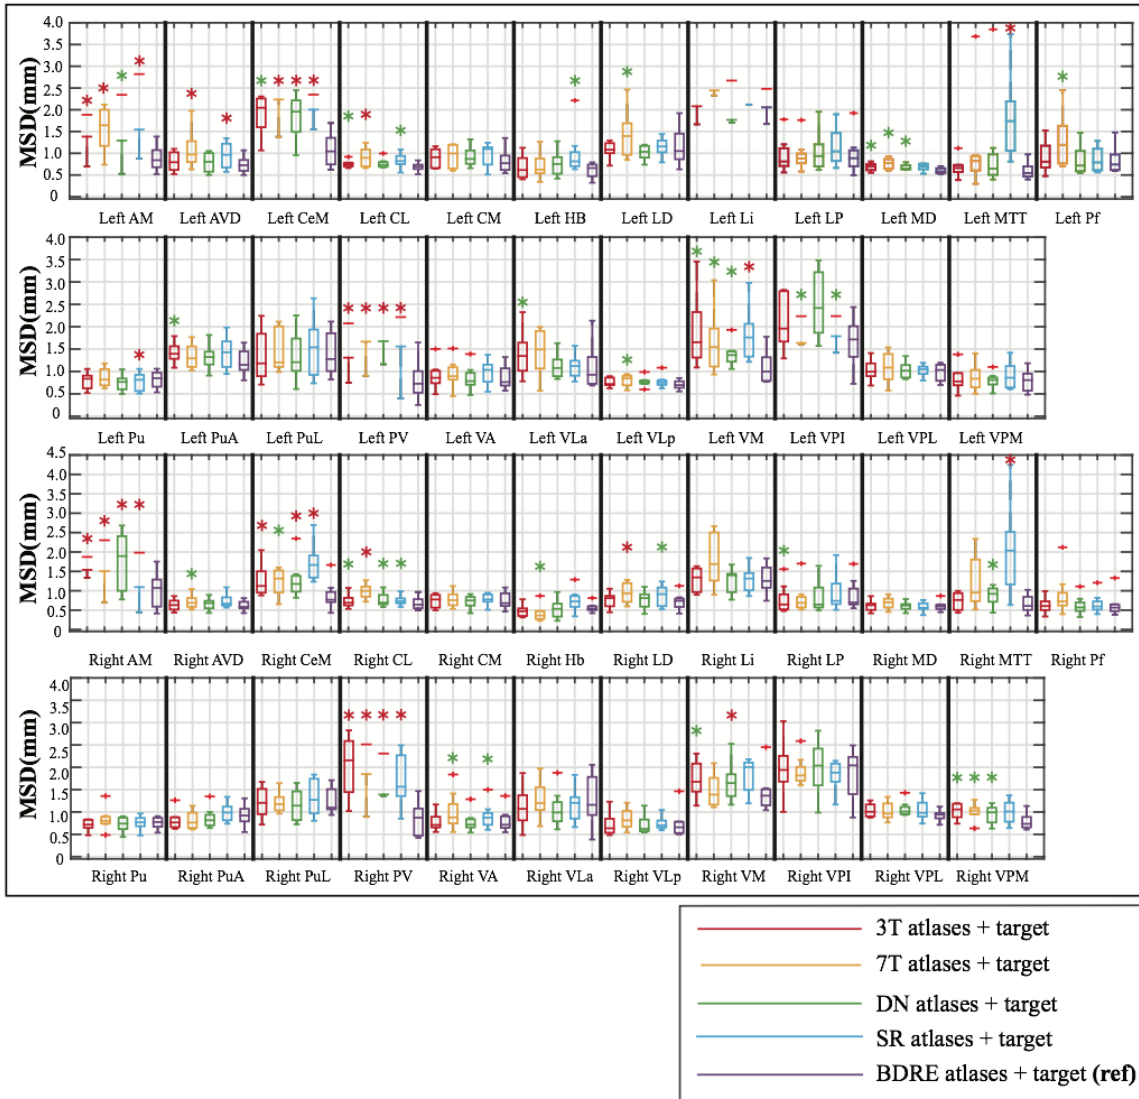 4.0
3.5
3.0
2.5
2.0
1.5
1.0
0.5
0
MSD(mm)
Left AM Left AVD Left CeM Left CL Left CM Left HB Left LD Left Li Left LP Left MD Left MTT Left Pf
4.0
3.5
3.0
2.5
2.0
1.5
1.0
0.5
0
MSD(mm)
Left Pu Left PuA Left PuL Left PV Left VA Left VLa Left VLp Left VM Left VPI Left VPL Left VPM
4.5
3.5
3.0
2.5
2.0
1.5
1.0
0.5
0
MSD(mm)
Right AM Right AVD Right CeM Right CL Right CM Right Hb Right LD Right Li Right LP Right MD Right MTT Right Pf
4.0
3.5
3.0
2.5
2.0
1.5
1.0
0.5
0
MSD(mm)
Right Pu Right PuA Right PuL Right PV Right VA Right VLa Right VLp Right VM Right VPI Right VPL Right VPM
3T atlases + target
7T atlases + target
DN atlases + target
SR atlases + target
BDRE atlases + target (ref)